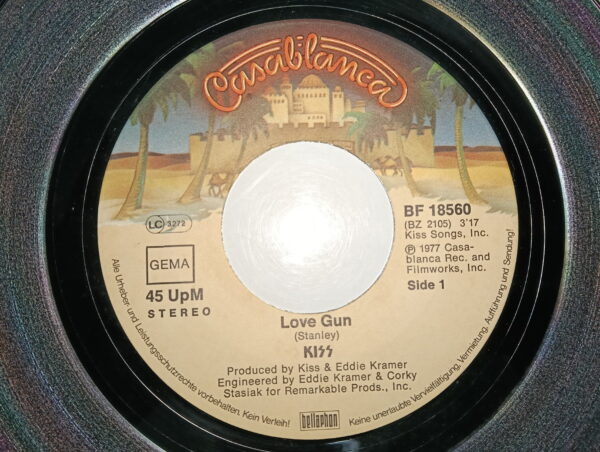 Casablanca
LC 3272
GEMA
45 UpM
STEREO
BF 18560
(BZ 2105) 3'17
Kiss Songs, Inc.
℗ 1977 Casa-
blanca Rec. and
Filmworks, Inc.
Side 1
Love Gun
(Stanley)
KISS
Produced by Kiss & Eddie Kramer
Engineered by Eddie Kramer & Corky
Stasiak for Remarkable Prods., Inc.
bellaphon
Alle Urheber und Leistungsschutzrechte vorbehalten. Kein Verleih! Keine unerlaubte Vervielfältigung, Vermietung, Aufführung und Sendung!